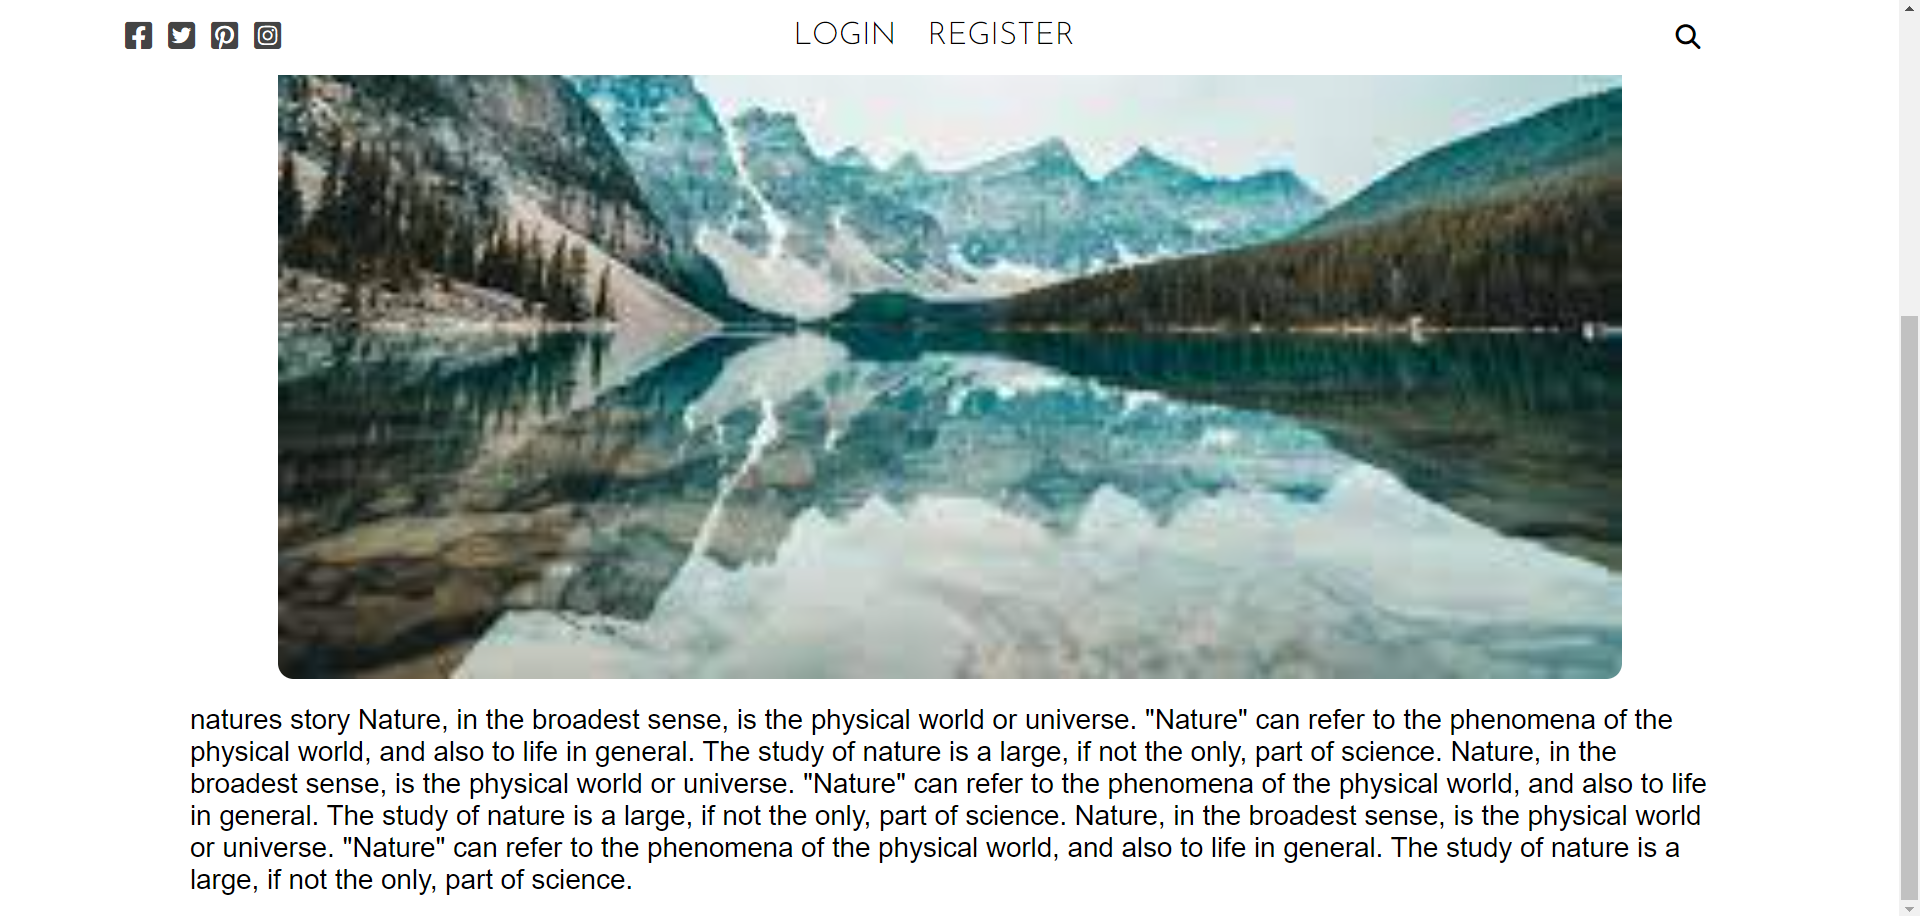 LOGIN REGISTER
natures story Nature, in the broadest sense, is the physical world or universe. "Nature" can refer to the phenomena of the
physical world, and also to life in general. The study of nature is a large, if not the only, part of science. Nature, in the
broadest sense, is the physical world or universe. "Nature" can refer to the phenomena of the physical world, and also to life
in general. The study of nature is a large, if not the only, part of science. Nature, in the broadest sense, is the physical world
or universe. "Nature" can refer to the phenomena of the physical world, and also to life in general. The study of nature is a
large, if not the only, part of science.